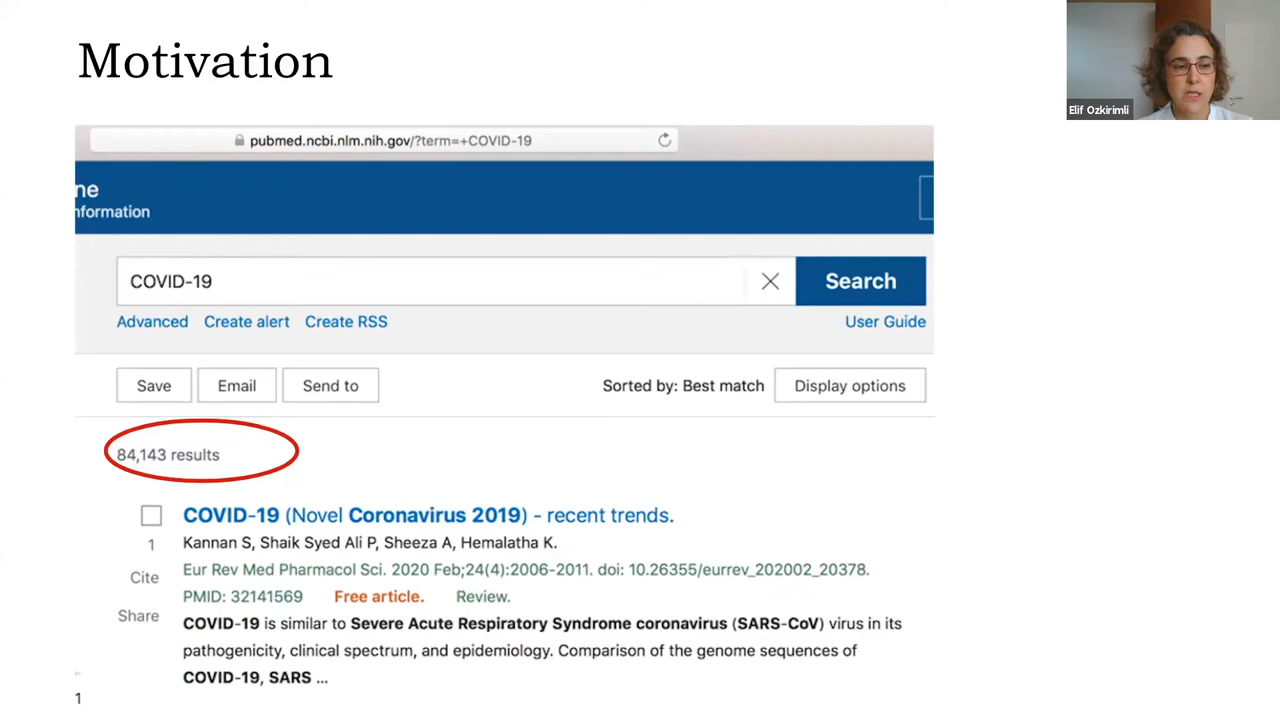 Motivation
Elif Ozkirimli
pubmed.ncbi.nlm.nih.gov/?term=+COVID-19
ne
nformation
COVID-19
Search
Advanced Create alert Create RSS User Guide
Save Email Send to Sorted by: Best match Display options
84,143 results
COVID-19 (Novel Coronavirus 2019) - recent trends.
1 Kannan S, Shaik Syed Ali P, Sheeza A, Hemalatha K.
Cite Eur Rev Med Pharmacol Sci. 2020 Feb;24(4):2006-2011. doi: 10.26355/eurrev_202002_20378.
PMID: 32141569 Free article. Review.
Share COVID-19 is similar to Severe Acute Respiratory Syndrome coronavirus (SARS-CoV) virus in its
pathogenicity, clinical spectrum, and epidemiology. Comparison of the genome sequences of
COVID-19, SARS ...
1